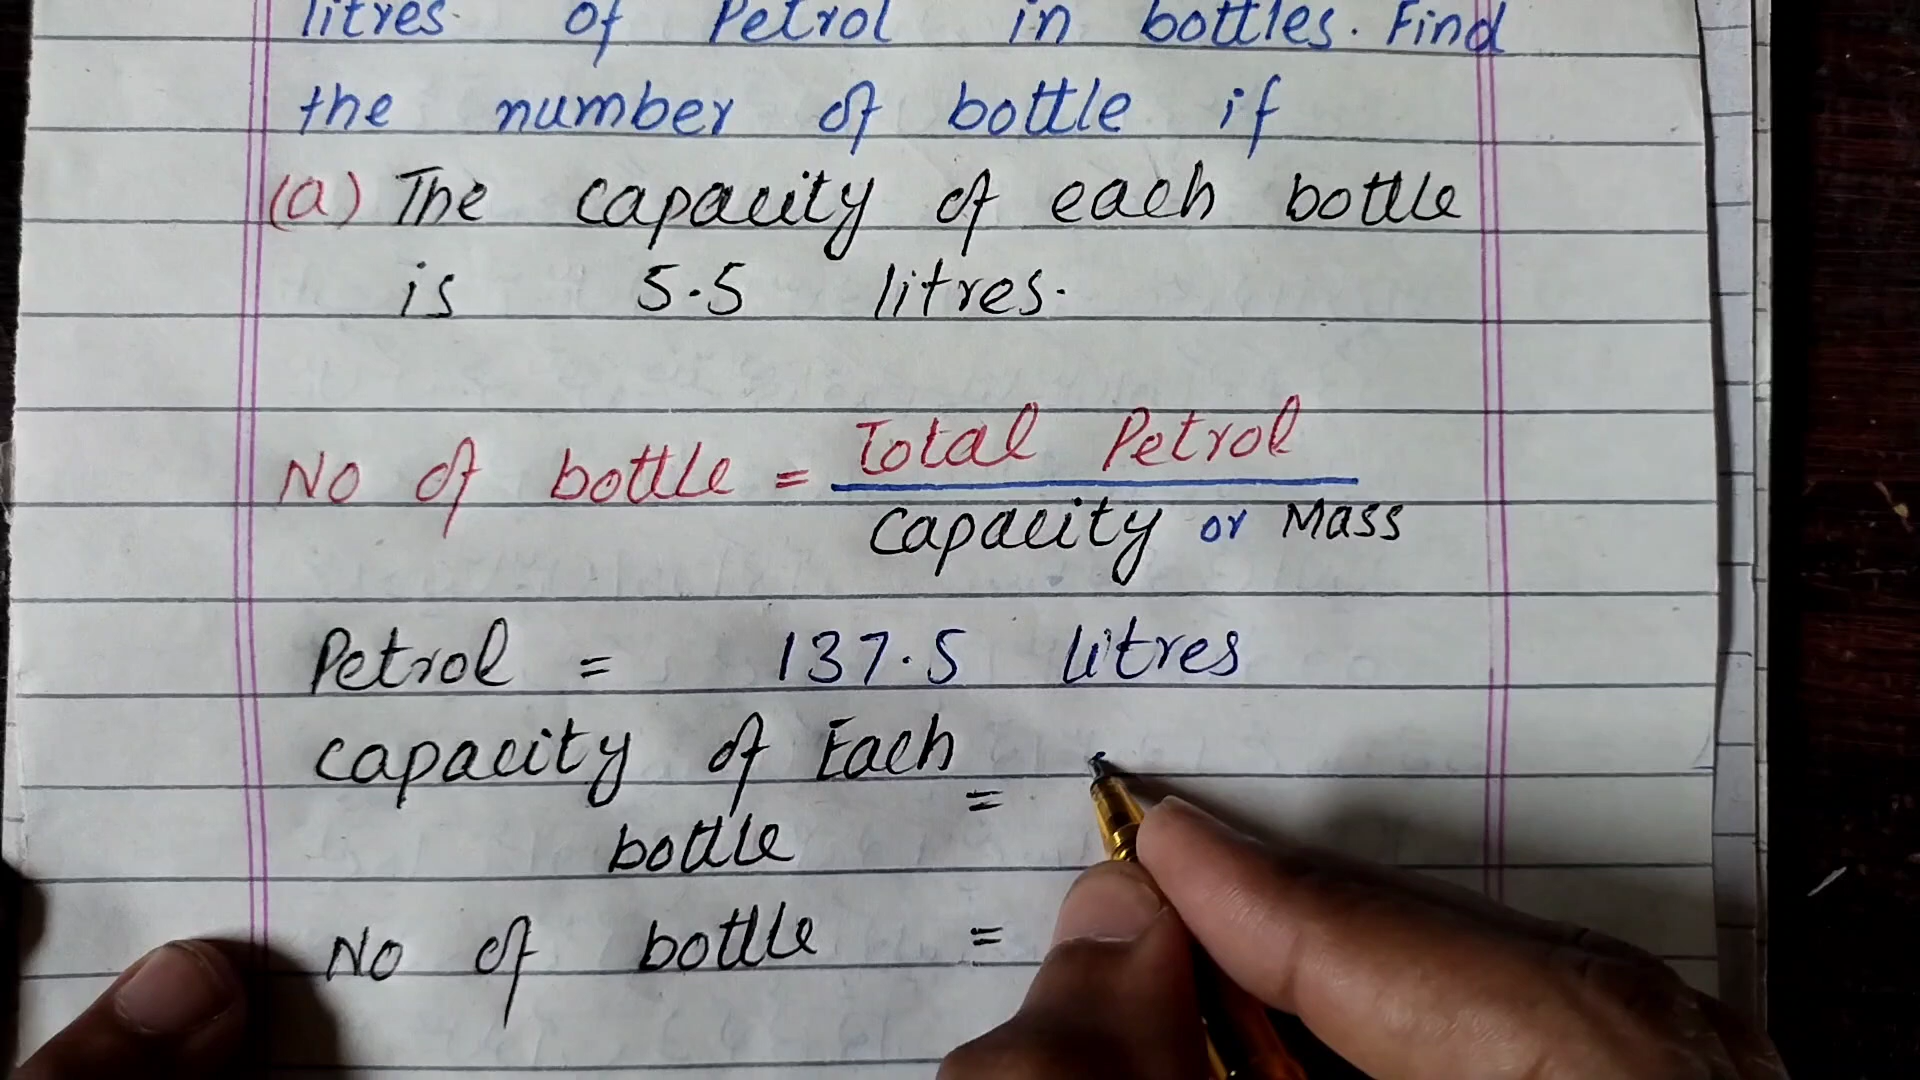 litres of Petrol in bottles. Find
the number of bottle if
(a) The capacity of each bottle
is 5.5 litres.
No of bottle = Total Petrol
capacity or Mass
Petrol = 137.5 litres
capacity of Each
bottle =
No of bottle =